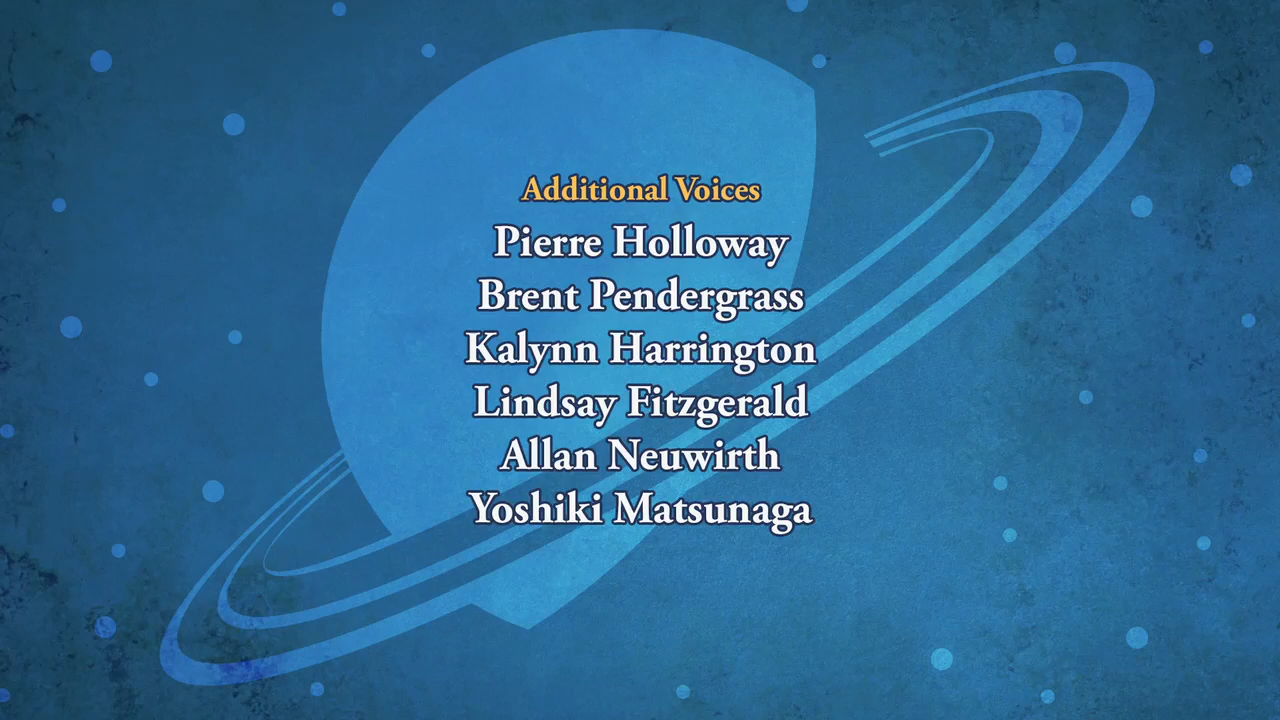 Additional Voices
Pierre Holloway
Brent Pendergrass
Kalynn Harrington
Lindsay Fitzgerald
Allan Neuwirth
Yoshiki Matsunaga